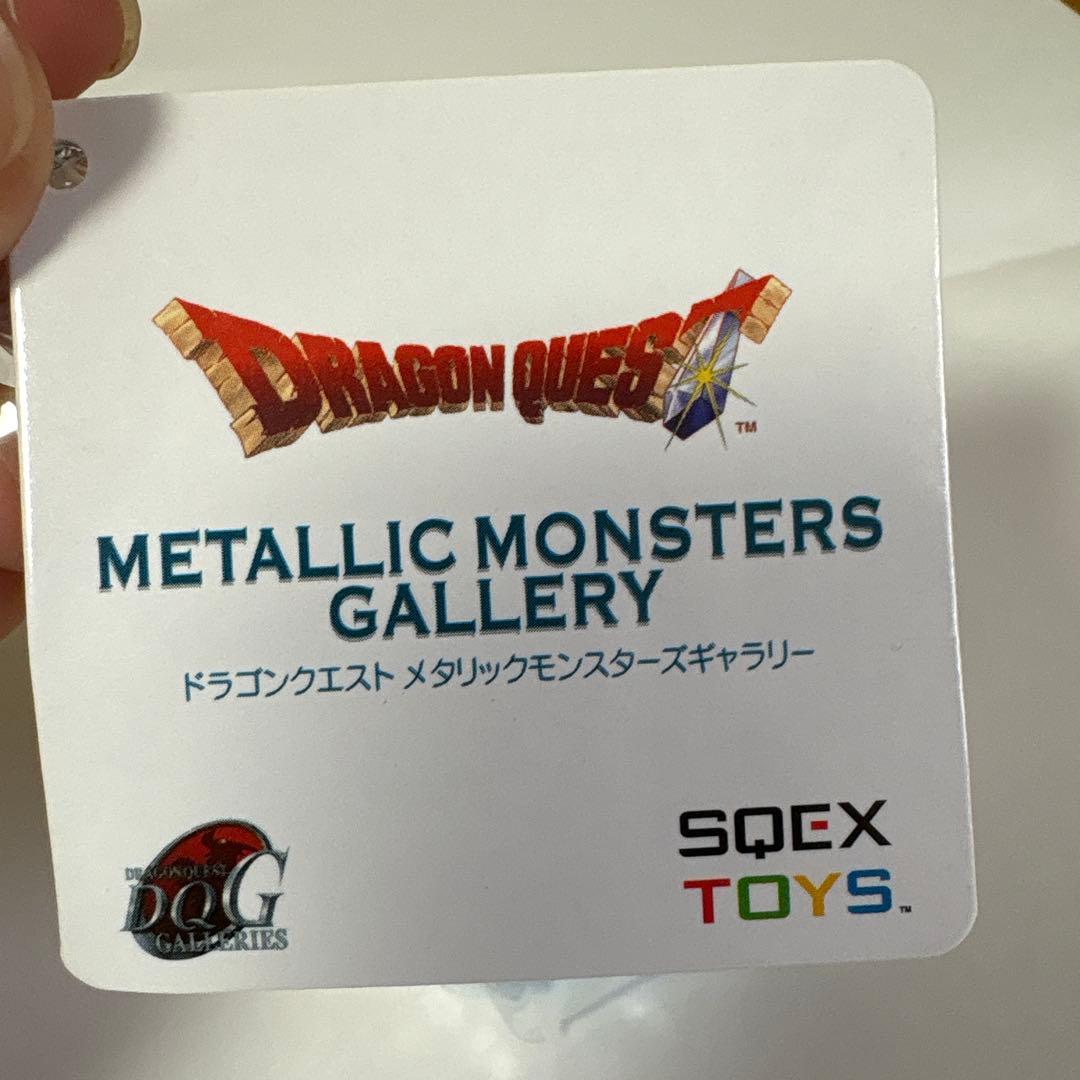 DRAGON QUEST
TM
METALLIC MONSTERS
GALLERY
ドラゴンクエスト メタリックモンスターズギャラリー
DRAGONQUEST
DQG
GALLERIES
SQEX
TOYS
TM